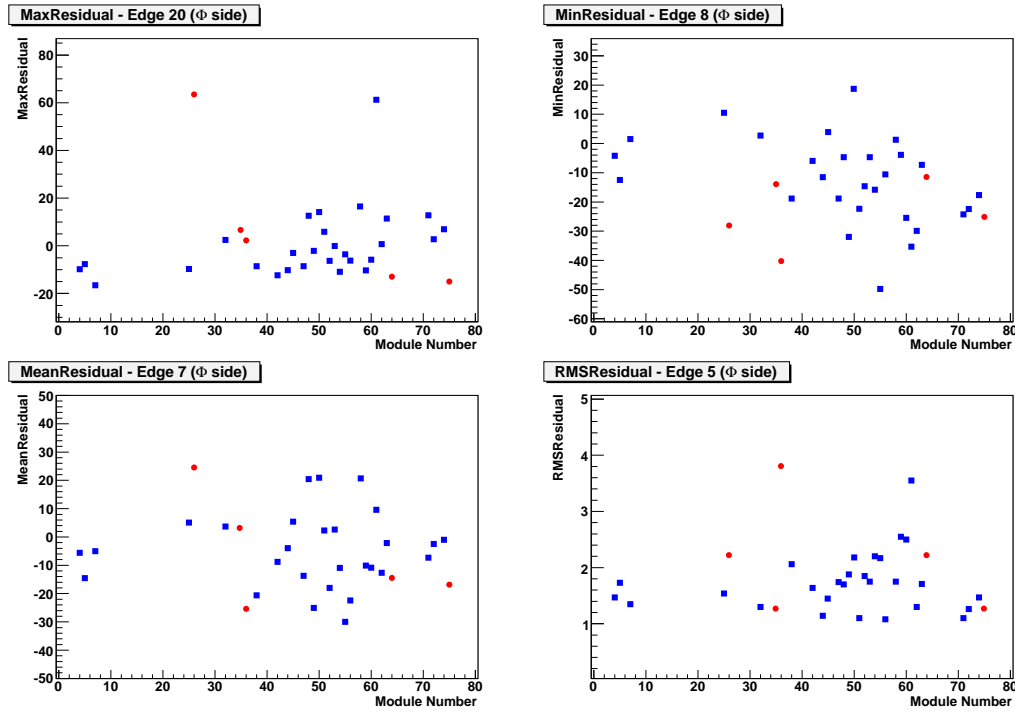 MaxResidual - Edge 20 (Φ side)
MaxResidual
80
60
40
20
0
-20
0 10 20 30 40 50 60 70 80
Module Number
MinResidual - Edge 8 (Φ side)
MinResidual
30
20
10
0
-10
-20
-30
-40
-50
-60
0 10 20 30 40 50 60 70 80
Module Number
MeanResidual - Edge 7 (Φ side)
MeanResidual
50
40
30
20
10
0
-10
-20
-30
-40
-50
0 10 20 30 40 50 60 70 80
Module Number
RMSResidual - Edge 5 (Φ side)
RMSResidual
5
4
3
2
1
0 10 20 30 40 50 60 70 80
Module Number